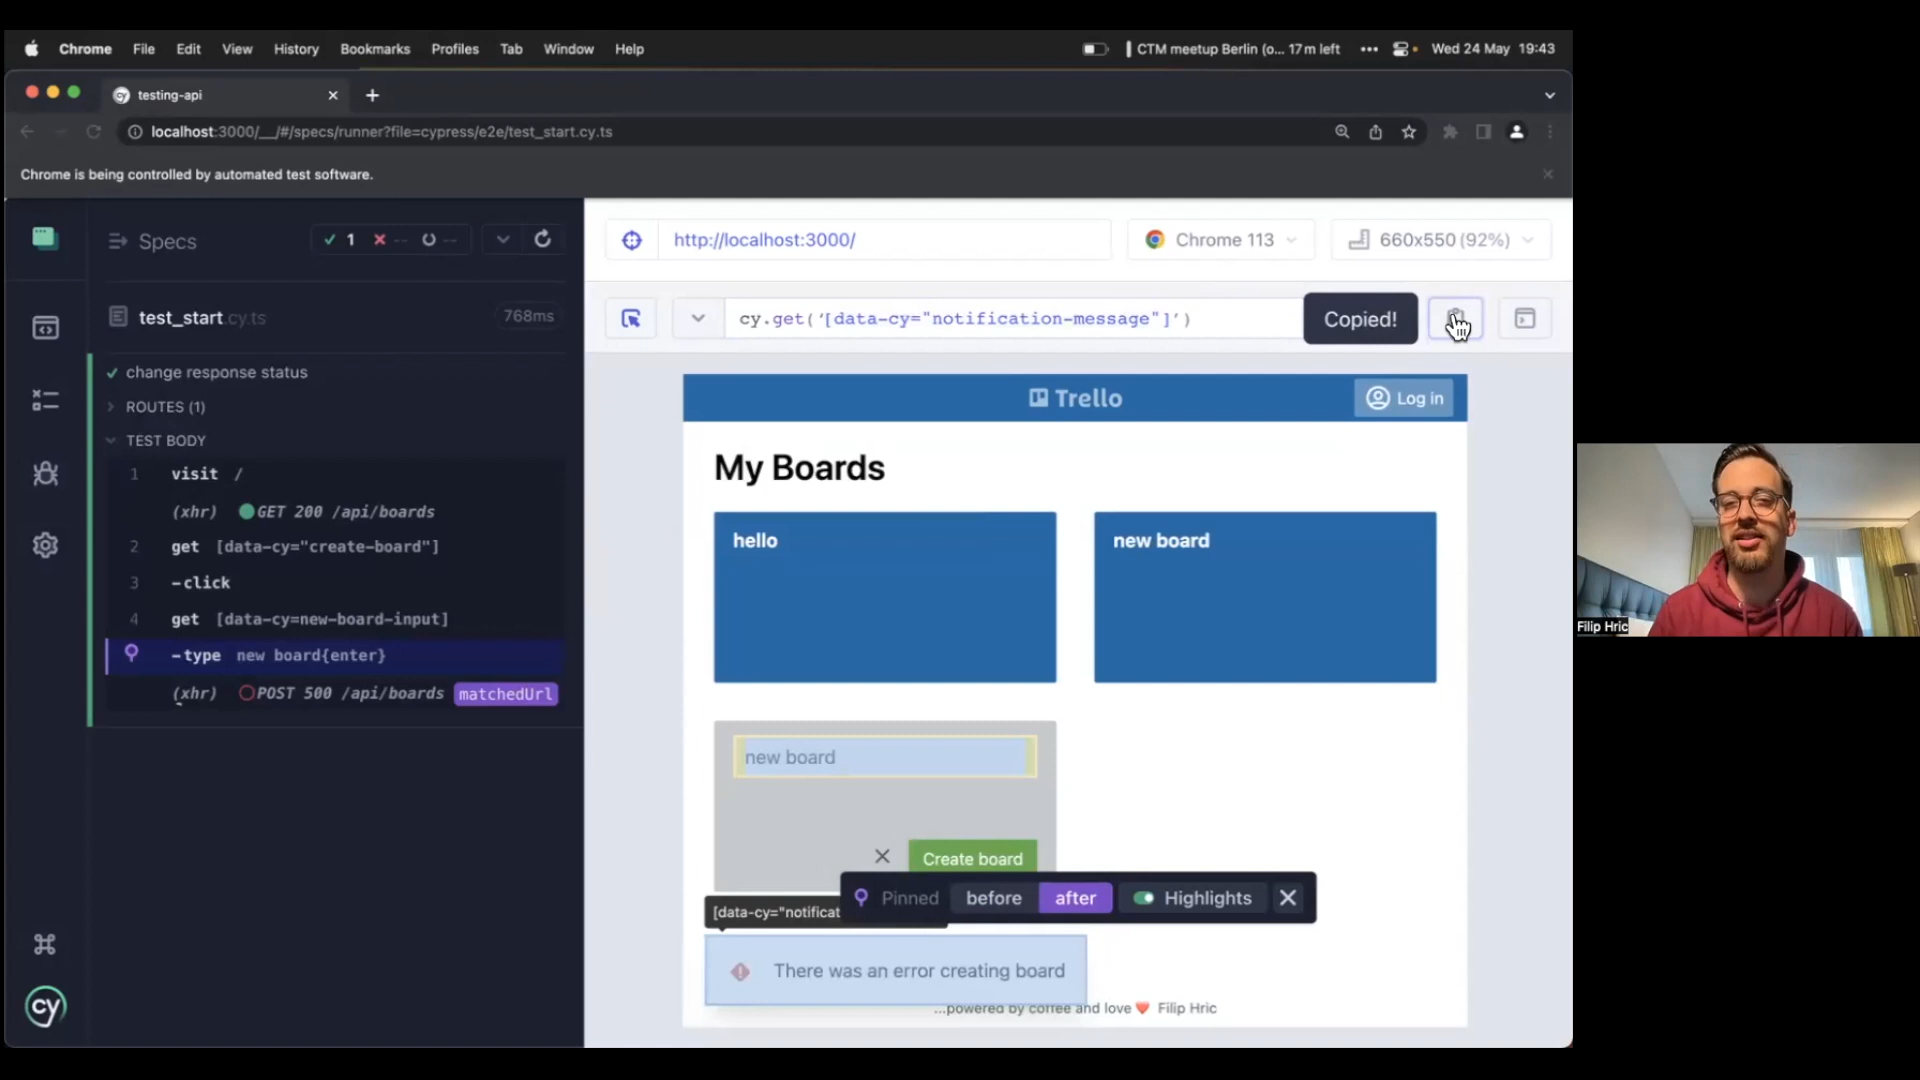 Chrome File Edit View History Bookmarks Profiles Tab Window Help
CTM meetup Berlin (o... 17 m left ••• Wed 24 May 19:43
testing-api
localhost:3000/__/#/specs/runner?file=cypress/e2e/test_start.cy.ts
Chrome is being controlled by automated test software.
Specs
1 -- --
http://localhost:3000/
Chrome 113
660x550 (92%)
test_start.cy.ts
768ms
cy.get('[data-cy="notification-message"]')
Copied!
change response status
ROUTES (1)
TEST BODY
1 visit /
(xhr) GET 200 /api/boards
2 get [data-cy="create-board"]
3 -click
4 get [data-cy=new-board-input]
-type new board{enter}
(xhr) POST 500 /api/boards matchedUrl
Trello
Log in
My Boards
hello
new board
new board
Create board
Pinned before after Highlights
[data-cy="notificat
There was an error creating board
...powered by coffee and love Filip Hric
cy
Filip Hric